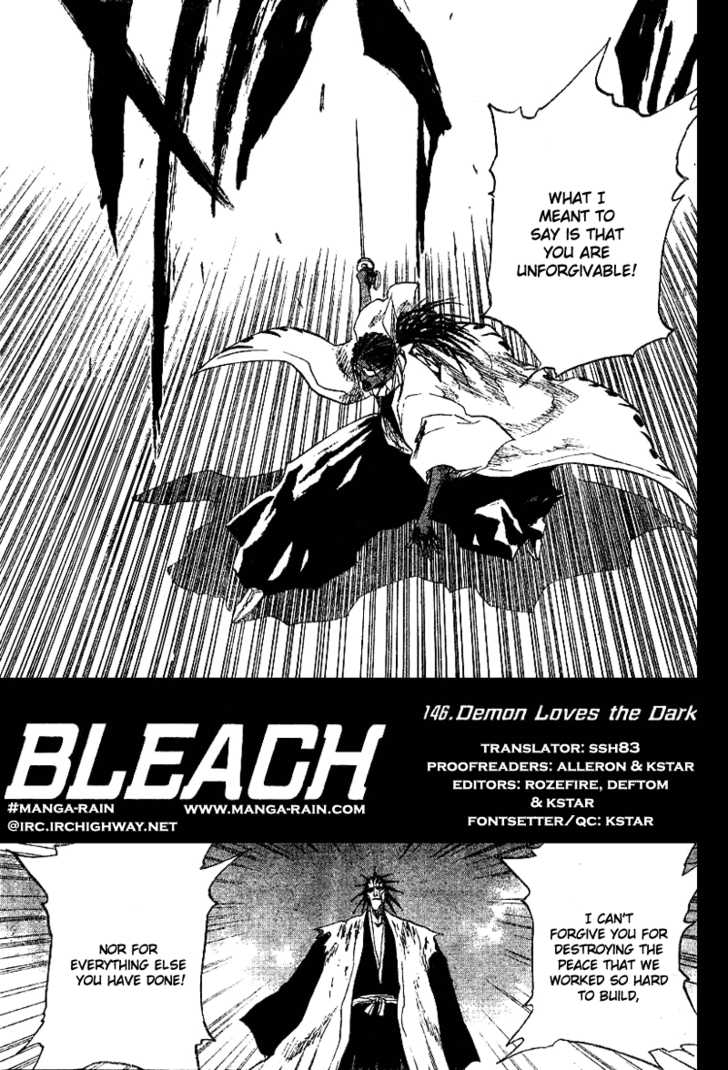 WHAT I
MEANT TO
SAY IS THAT
YOU ARE
UNFORGIVABLE!
146.Demon Loves the Dark
BLEACH
TRANSLATOR: SSH83
PROOFREADERS: ALLERON & KSTAR
EDITORS: ROZEFIRE, DEFTOM
& KSTAR
FONTSETTER/QC: KSTAR
#MANGA-RAIN
WWW.MANGA-RAIN.COM
@IRC.IRCHIGHWAY.NET
I CAN'T
FORGIVE YOU FOR
DESTROYING THE
PEACE THAT WE
WORKED SO HARD
TO BUILD,
NOR FOR
EVERYTHING ELSE
YOU HAVE DONE!